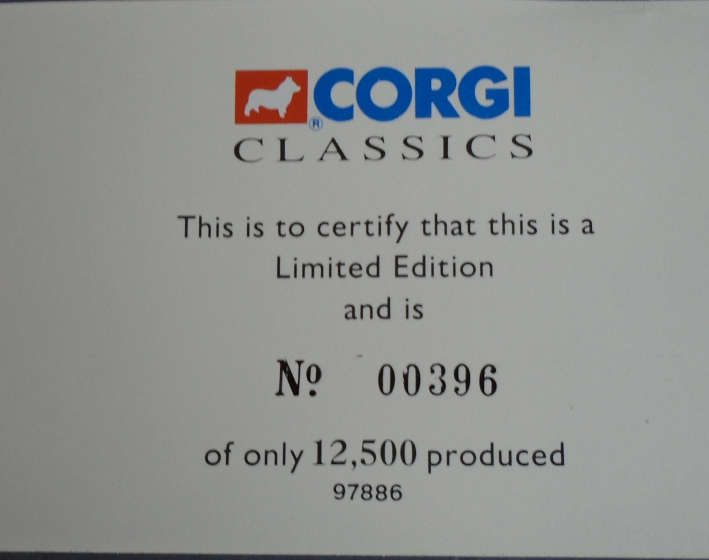 CORGI
®
CLASSICS
This is to certify that this is a
Limited Edition
and is
Nº 00396
of only 12,500 produced
97886